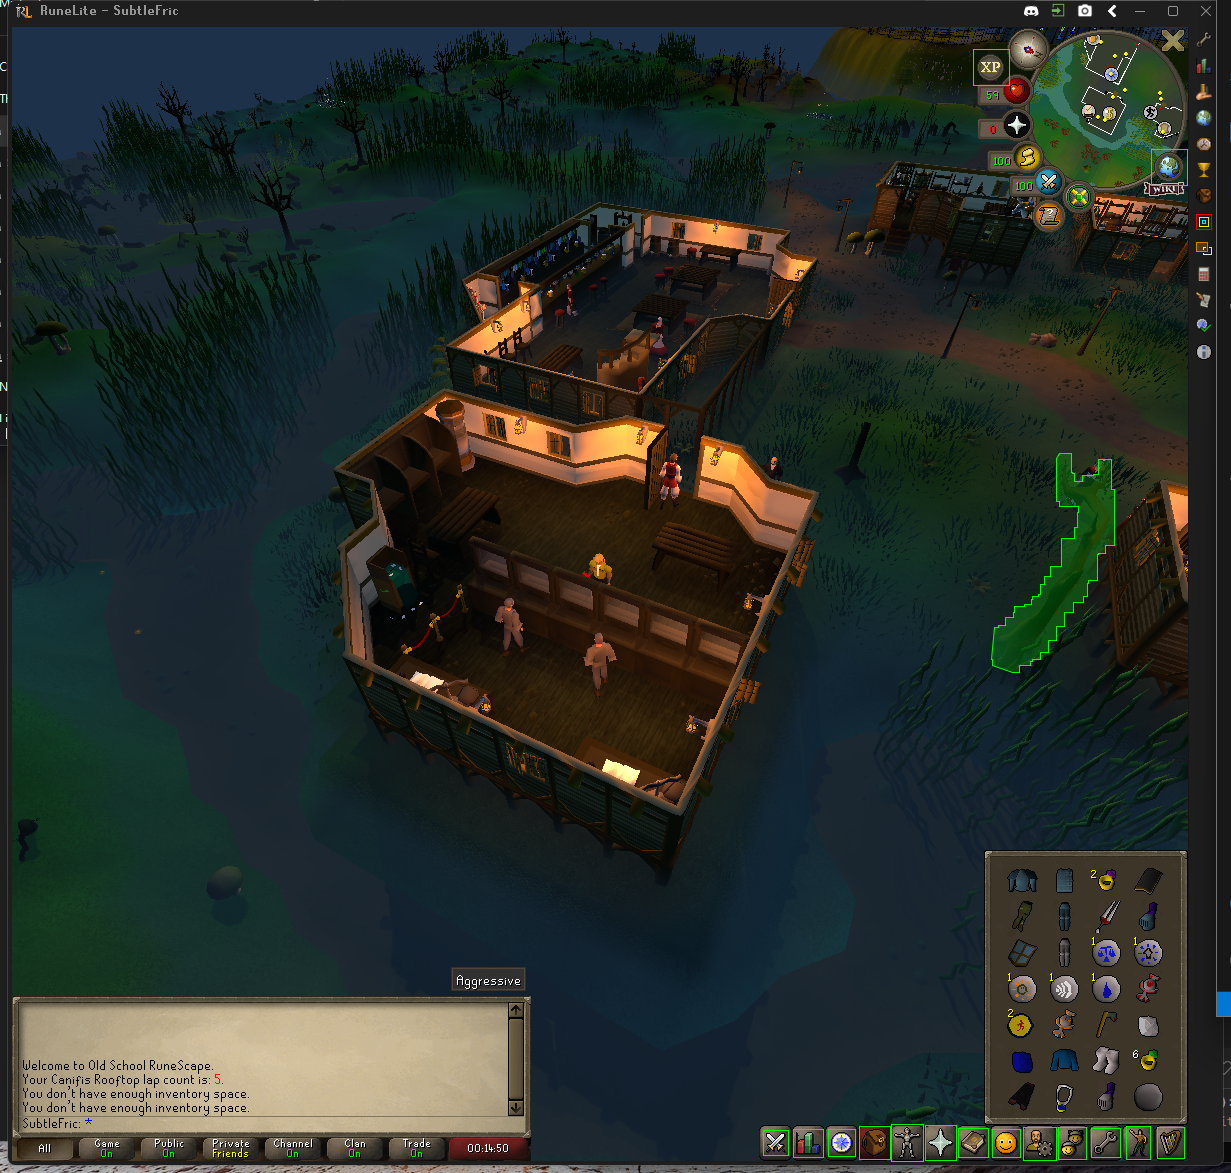 RuneLite - SubtleFric
XP
59
0
100
100
WIKI
2
1
1
1
1
1
2
6
Aggressive
Welcome to Old School RuneScape.
Your Canifis Rooftop lap count is: 5.
You don't have enough inventory space.
You don't have enough inventory space.
SubtleFric: *
All
Game
On
Public
On
Private
Friends
Channel
On
Clan
On
Trade
On
00:14:50